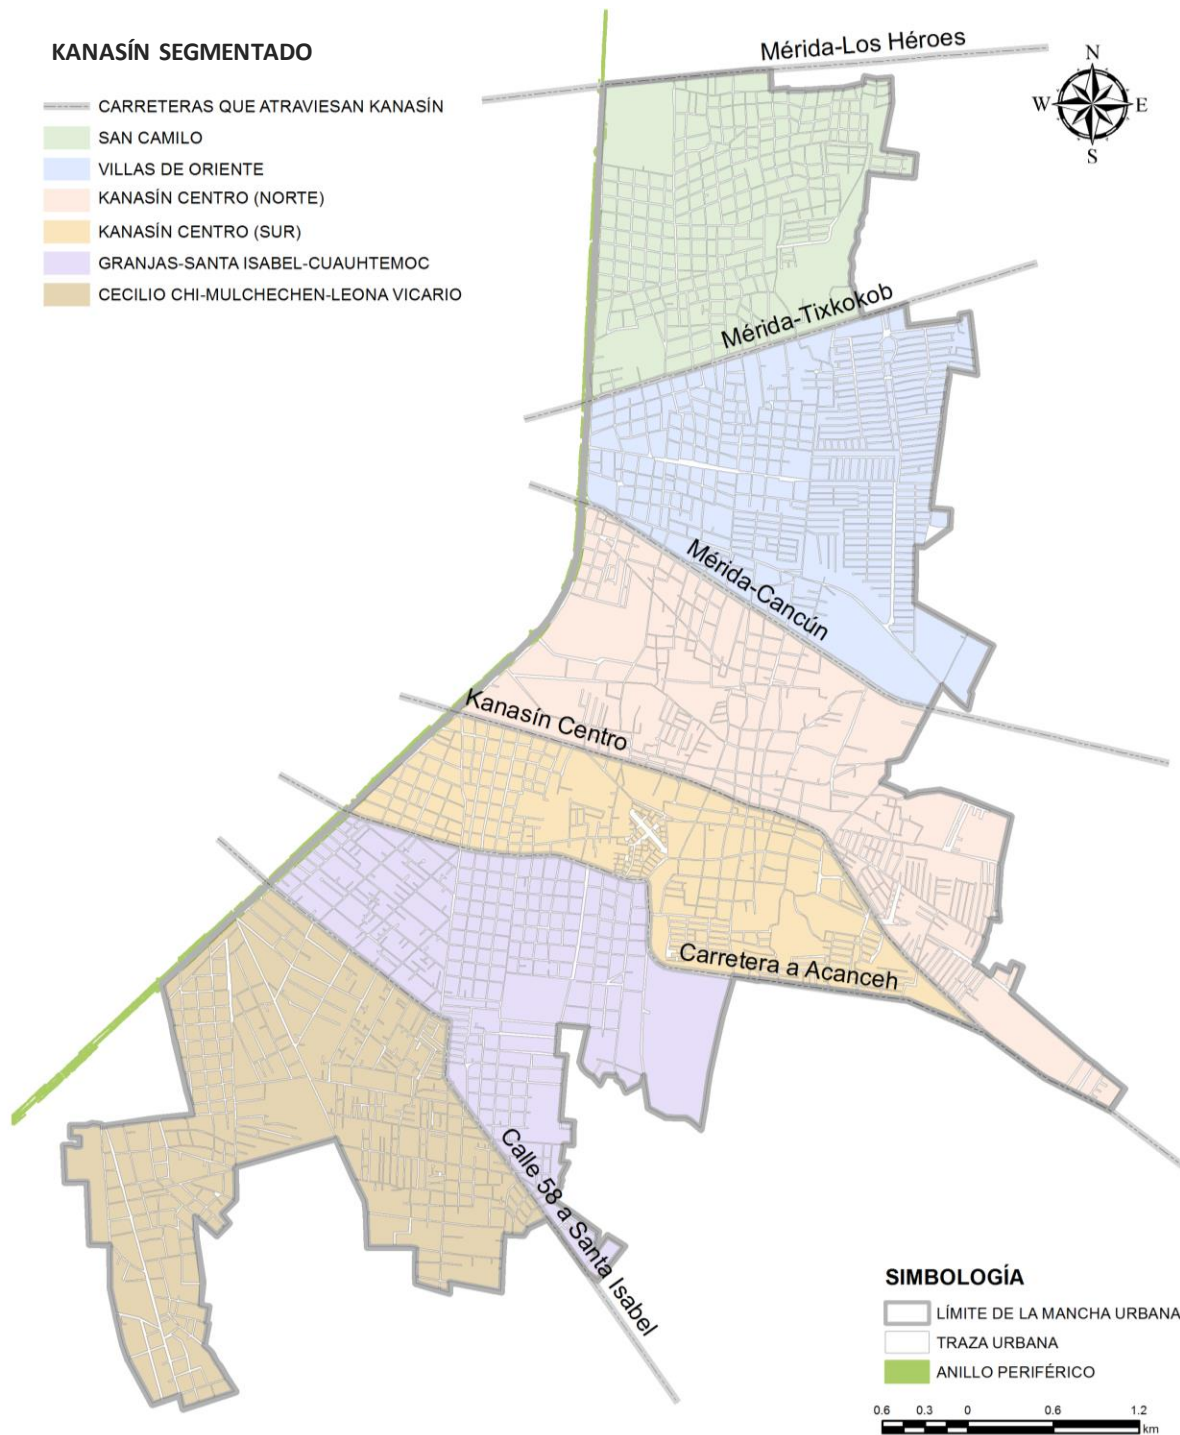 KANASÍN SEGMENTADO
CARRETERAS QUE ATRAVIESAN KANASÍN
SAN CAMILO
VILLAS DE ORIENTE
KANASÍN CENTRO (NORTE)
KANASÍN CENTRO (SUR)
GRANJAS-SANTA ISABEL-CUAUHTEMOC
CECILIO CHI-MULCHECHEN-LEONA VICARIO
Mérida-Los Héroes
N
W E
S
Mérida-Tixkokob
Mérida-Cancún
Kanasín Centro
Carretera a Acanceh
Calle 58 a Santa Isabel
SIMBOLOGÍA
LÍMITE DE LA MANCHA URBANA
TRAZA URBANA
ANILLO PERIFÉRICO
0.6 0.3 0 0.6 1.2
km